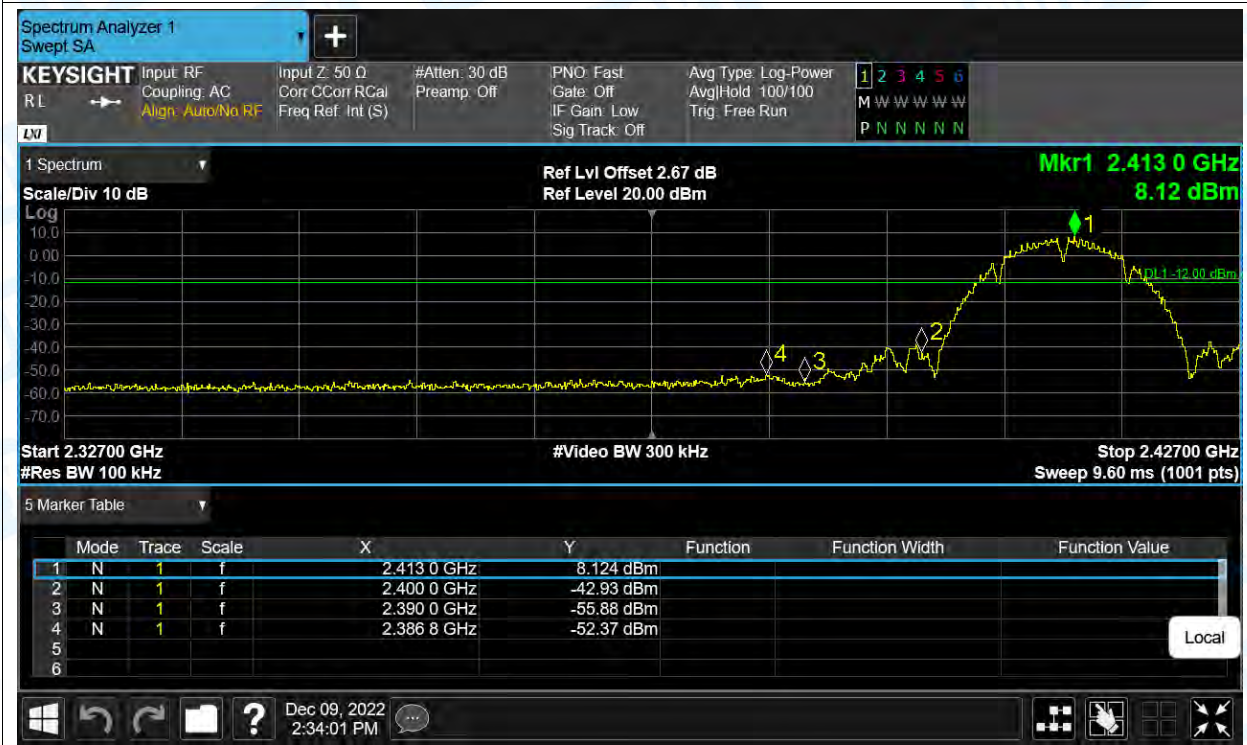 Spectrum Analyzer 1
Swept SA
+
KEYSIGHT Input: RF Input Z: 50 Ω #Atten: 30 dB PNO: Fast Avg Type: Log-Power 1 2 3 4 5 6
R L Coupling: AC Corr CCorr RCal Preamp: Off Gate: Off Avg|Hold: 100/100 M W W W W W
Align: Auto/No RF Freq Ref: Int (S) IF Gain: Low Trig: Free Run
LXI Sig Track: Off P N N N N N
1 Spectrum Ref Lvl Offset 2.67 dB Mkr1 2.413 0 GHz
Scale/Div 10 dB Ref Level 20.00 dBm 8.12 dBm
Log
10.0
0.00
-10.0
-20.0
-30.0
-40.0
-50.0
-60.0
-70.0
1
DL1 -12.00 dBm
2
4
3
Start 2.32700 GHz #Video BW 300 kHz Stop 2.42700 GHz
#Res BW 100 kHz Sweep 9.60 ms (1001 pts)
5 Marker Table
Mode Trace Scale X Y Function Function Width Function Value
1 N 1 f 2.413 0 GHz 8.124 dBm
2 N 1 f 2.400 0 GHz -42.93 dBm
3 N 1 f 2.390 0 GHz -55.88 dBm
4 N 1 f 2.386 8 GHz -52.37 dBm
5
6
Local
? Dec 09, 2022
2:34:01 PM